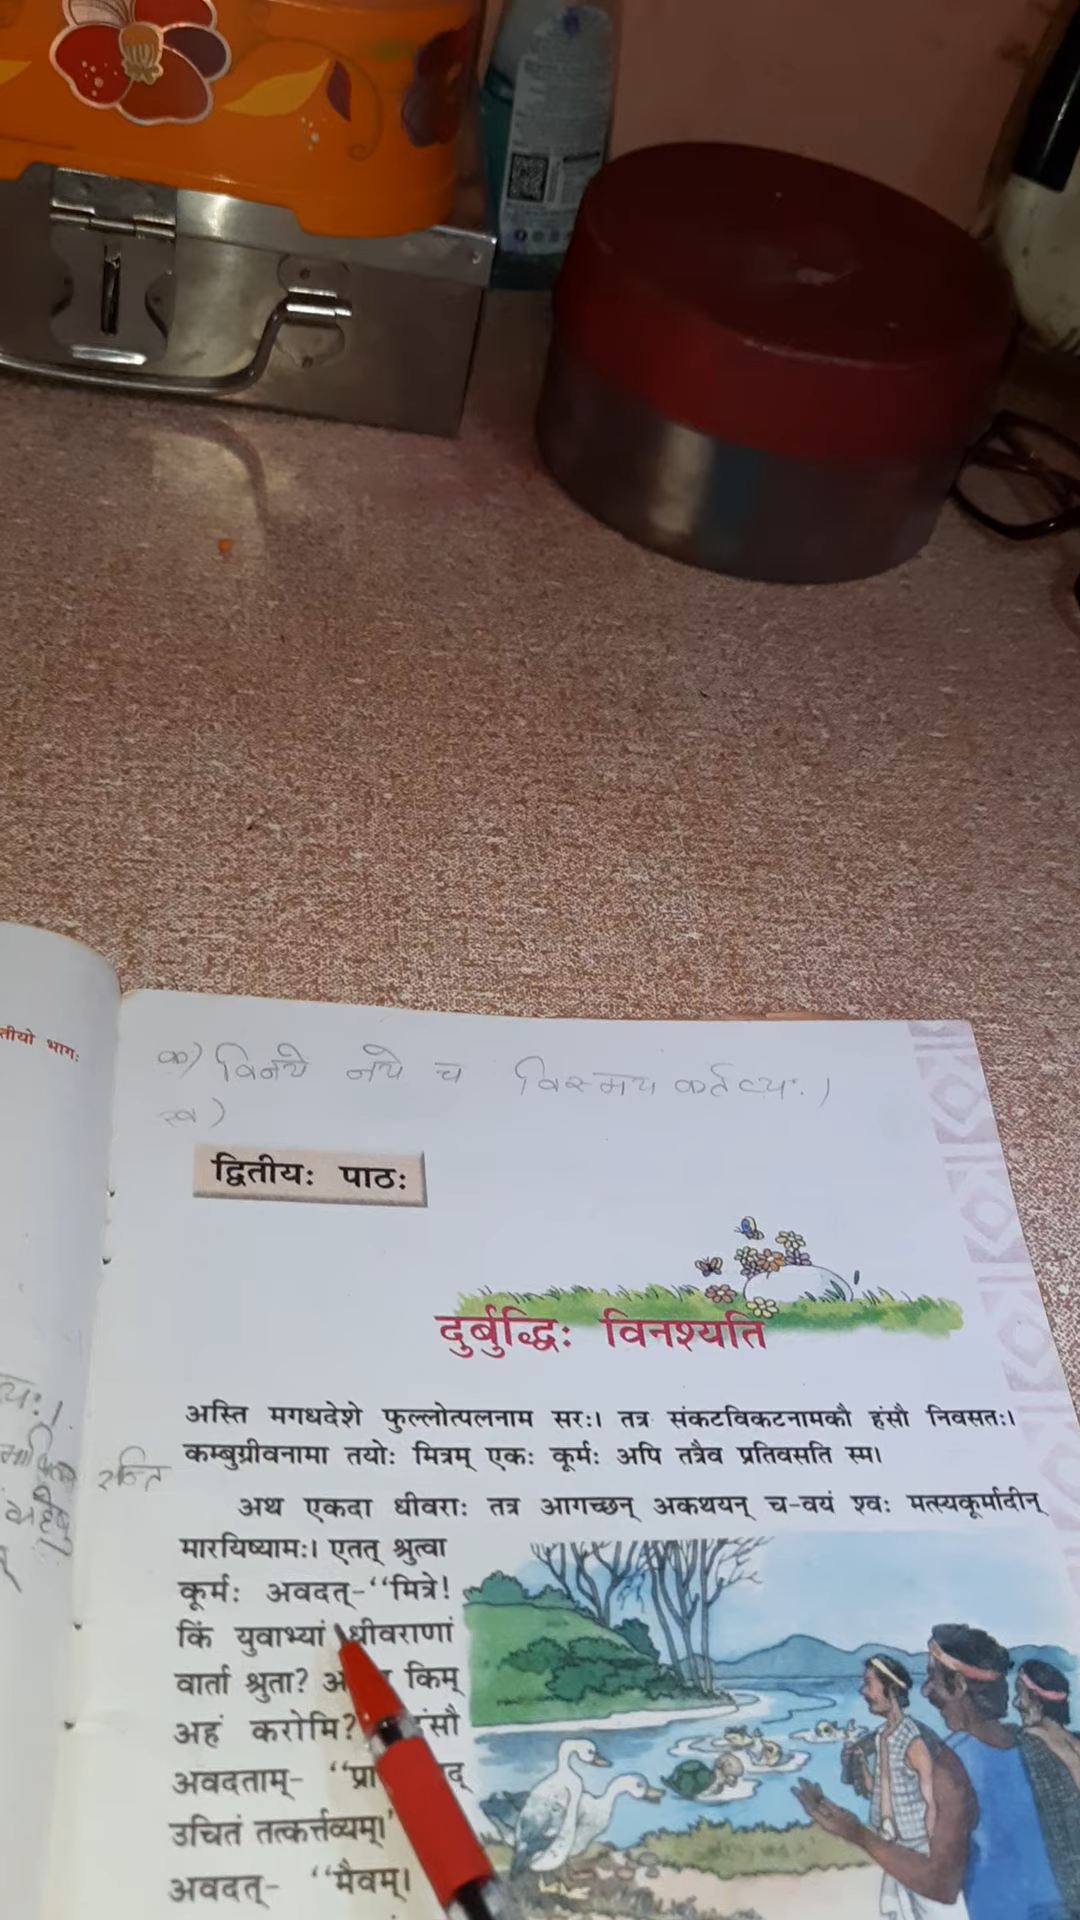 तीयो भागः
क) विनये नये च विस्मय कर्तव्यः।
ख)
द्वितीयः पाठः
दुर्बुद्धिः विनश्यति
अस्ति मगधदेशे फुल्लोत्पलनाम सरः। तत्र संकटविकटनामकौ हंसौ निवसतः।
कम्बुग्रीवनामा तयोः मित्रम् एकः कूर्मः अपि तत्रैव प्रतिवसति स्म।
अथ एकदा धीवराः तत्र आगच्छन् अकथयन् च-वयं श्वः मत्स्यकूर्मादीन्
मारयिष्यामः। एतत् श्रुत्वा
कूर्मः अवदत्-“मित्रे!
किं युवाभ्यां धीवराणां
वार्ता श्रुता? किम्
अहं करोमि?
अवदताम्- “
उचितं तत्कर्त्तव्यम्।’
अवदत्- “मैवम्।